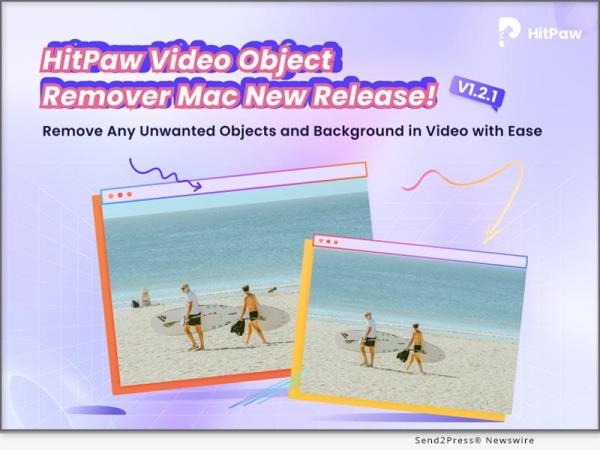 HitPaw
HitPaw Video Object
Remover Mac New Release!
V1.2.1
Remove Any Unwanted Objects and Background in Video with Ease
Send2Press® Newswire